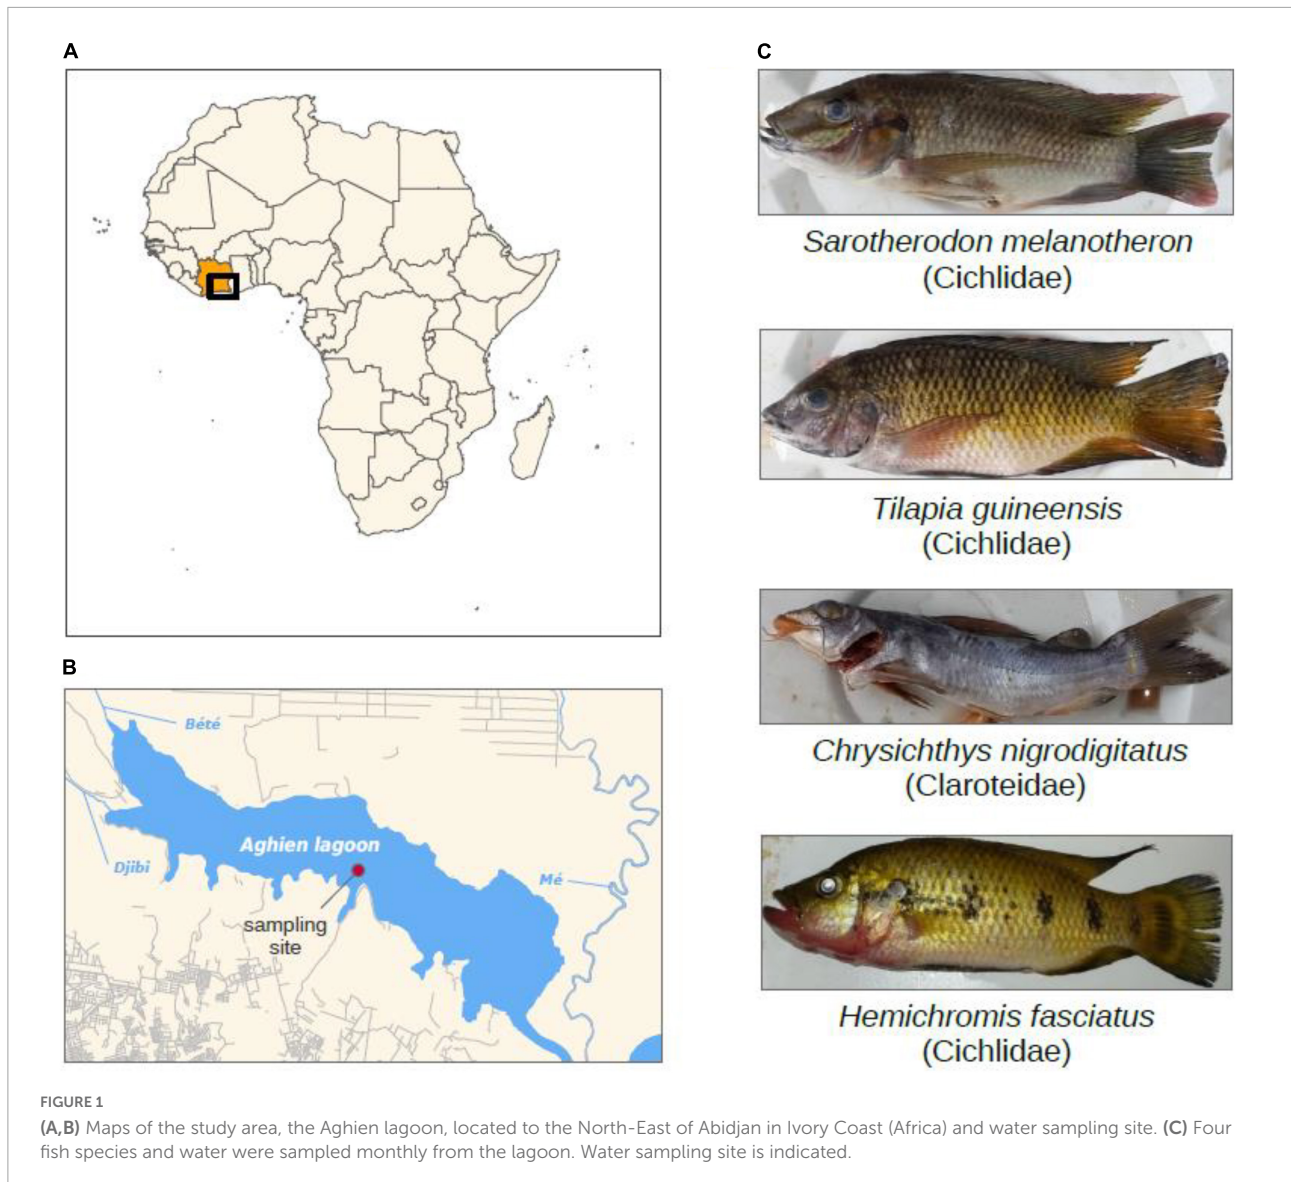 A
B
Bété
Aghien lagoon
Djibi
Mé
sampling
site
C
Sarotherodon melanotheron
(Cichlidae)
Tilapia guineensis
(Cichlidae)
Chrysichthys nigrodigitatus
(Claroteidae)
Hemichromis fasciatus
(Cichlidae)
FIGURE 1
(A,B) Maps of the study area, the Aghien lagoon, located to the North-East of Abidjan in Ivory Coast (Africa) and water sampling site. (C) Four
fish species and water were sampled monthly from the lagoon. Water sampling site is indicated.